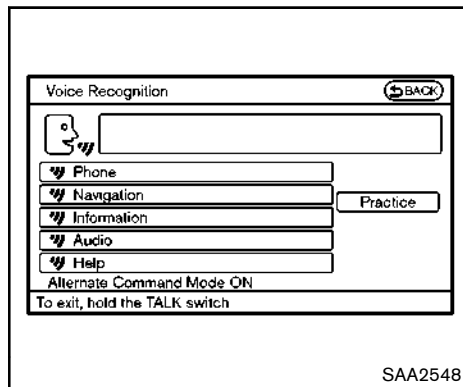 Voice Recognition
BACK
Phone
Navigation
Practice
Information
Audio
Help
Alternate Command Mode ON
To exit, hold the TALK switch
SAA2548